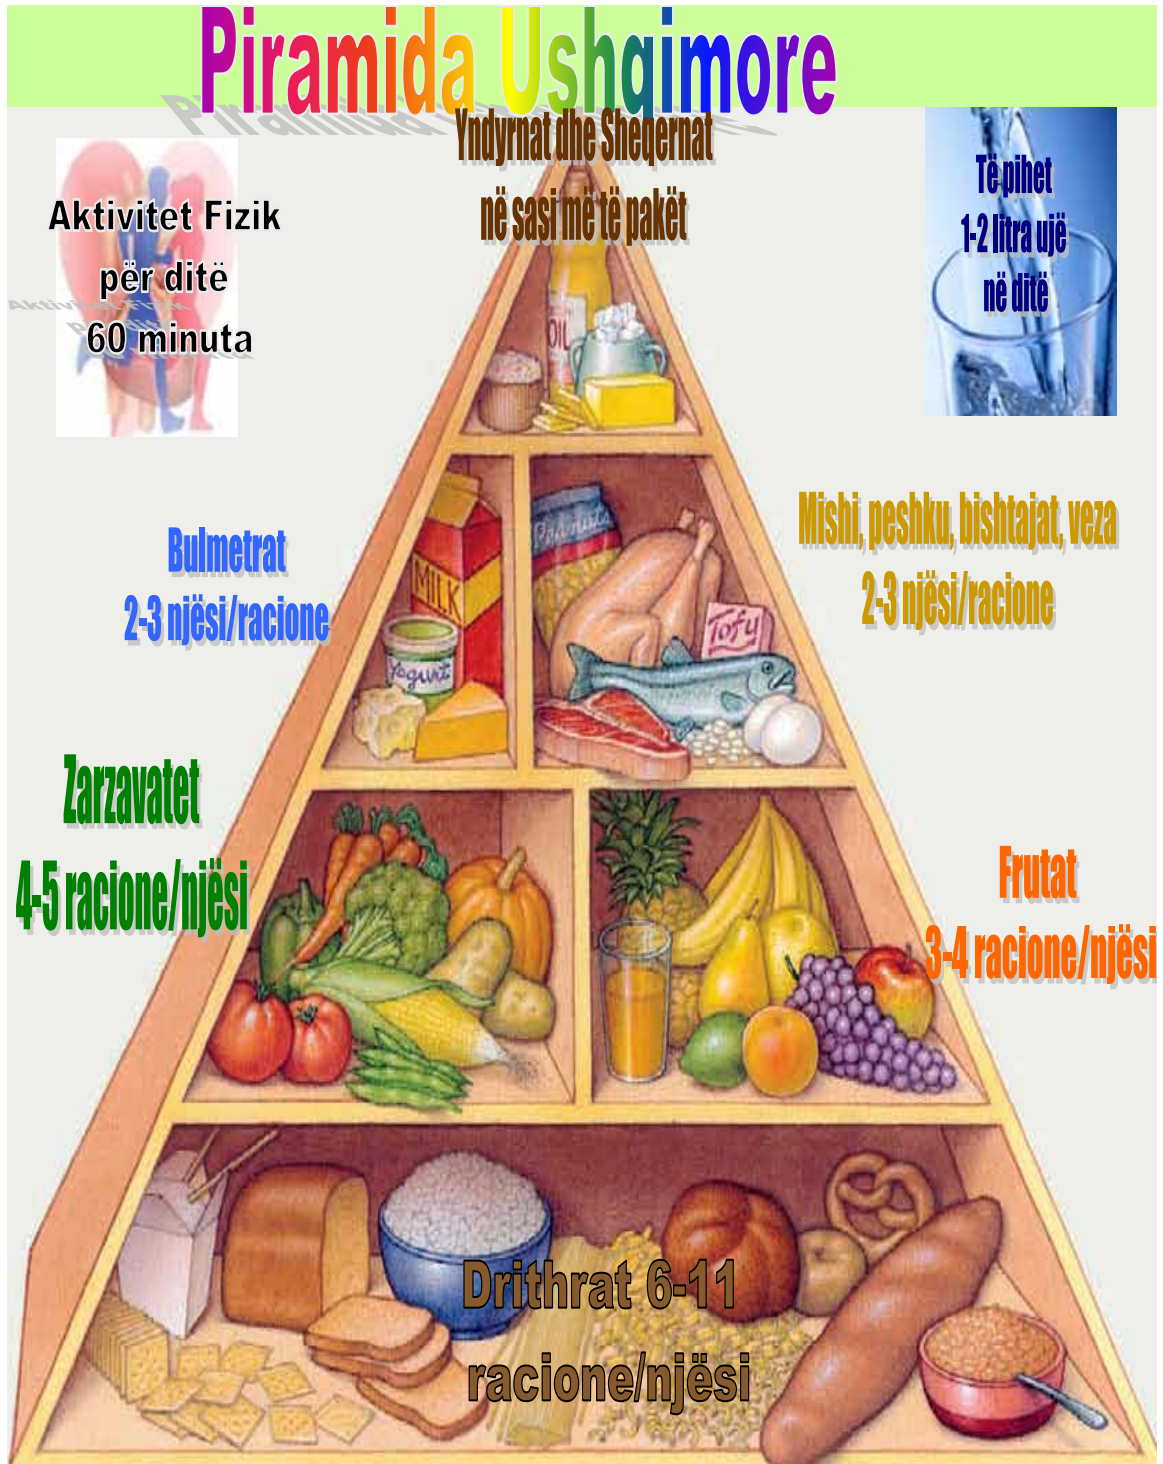 Piramida Ushqimore
Yndyrnat dhe Sheqernat
në sasi më të pakët
Aktivitet Fizik
për ditë
60 minuta
Të pihet
1-2 litra ujë
në ditë
OIL
Bulmetrat
2-3 njësi/racione
Mishi, peshku, bishtajat, veza
2-3 njësi/racione
Peanuts
MILK
Tofu
Yogurt
Zarzavatet
4-5 racione/njësi
Frutat
3-4 racione/njësi
Drithrat 6-11
racione/njësi